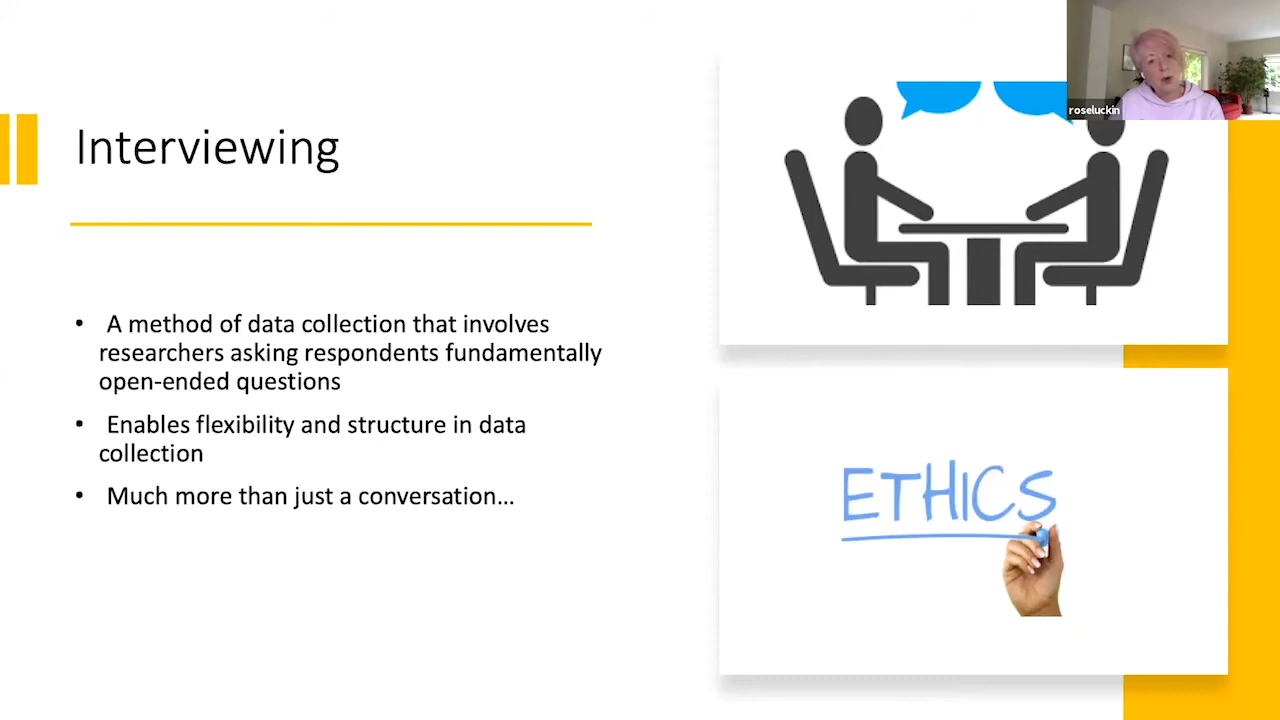 roseluckin
Interviewing
• A method of data collection that involves
researchers asking respondents fundamentally
open-ended questions
• Enables flexibility and structure in data
collection
• Much more than just a conversation…
ETHICS